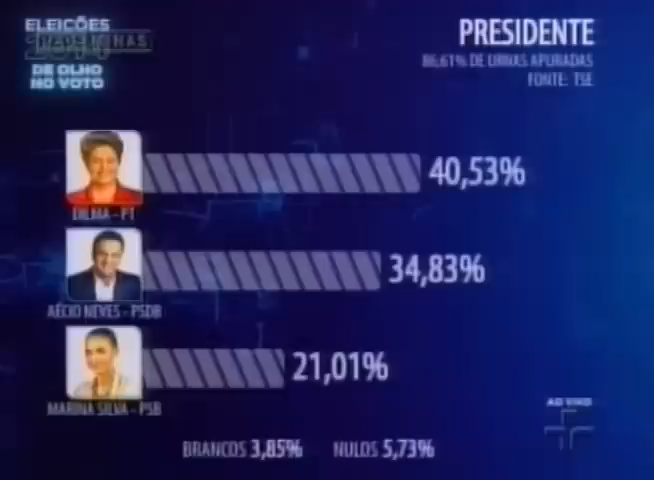 ELEIÇÕES
DE OLHO
NO VOTO
PRESIDENTE
86,61% DE URNAS APURADAS
FONTE: TSE
40,53%
DILMA - PT
34,83%
AÉCIO NEVES - PSDB
21,01%
MARINA SILVA - PSB
AO VIVO
BRANCOS 3,85% NULOS 5,73%